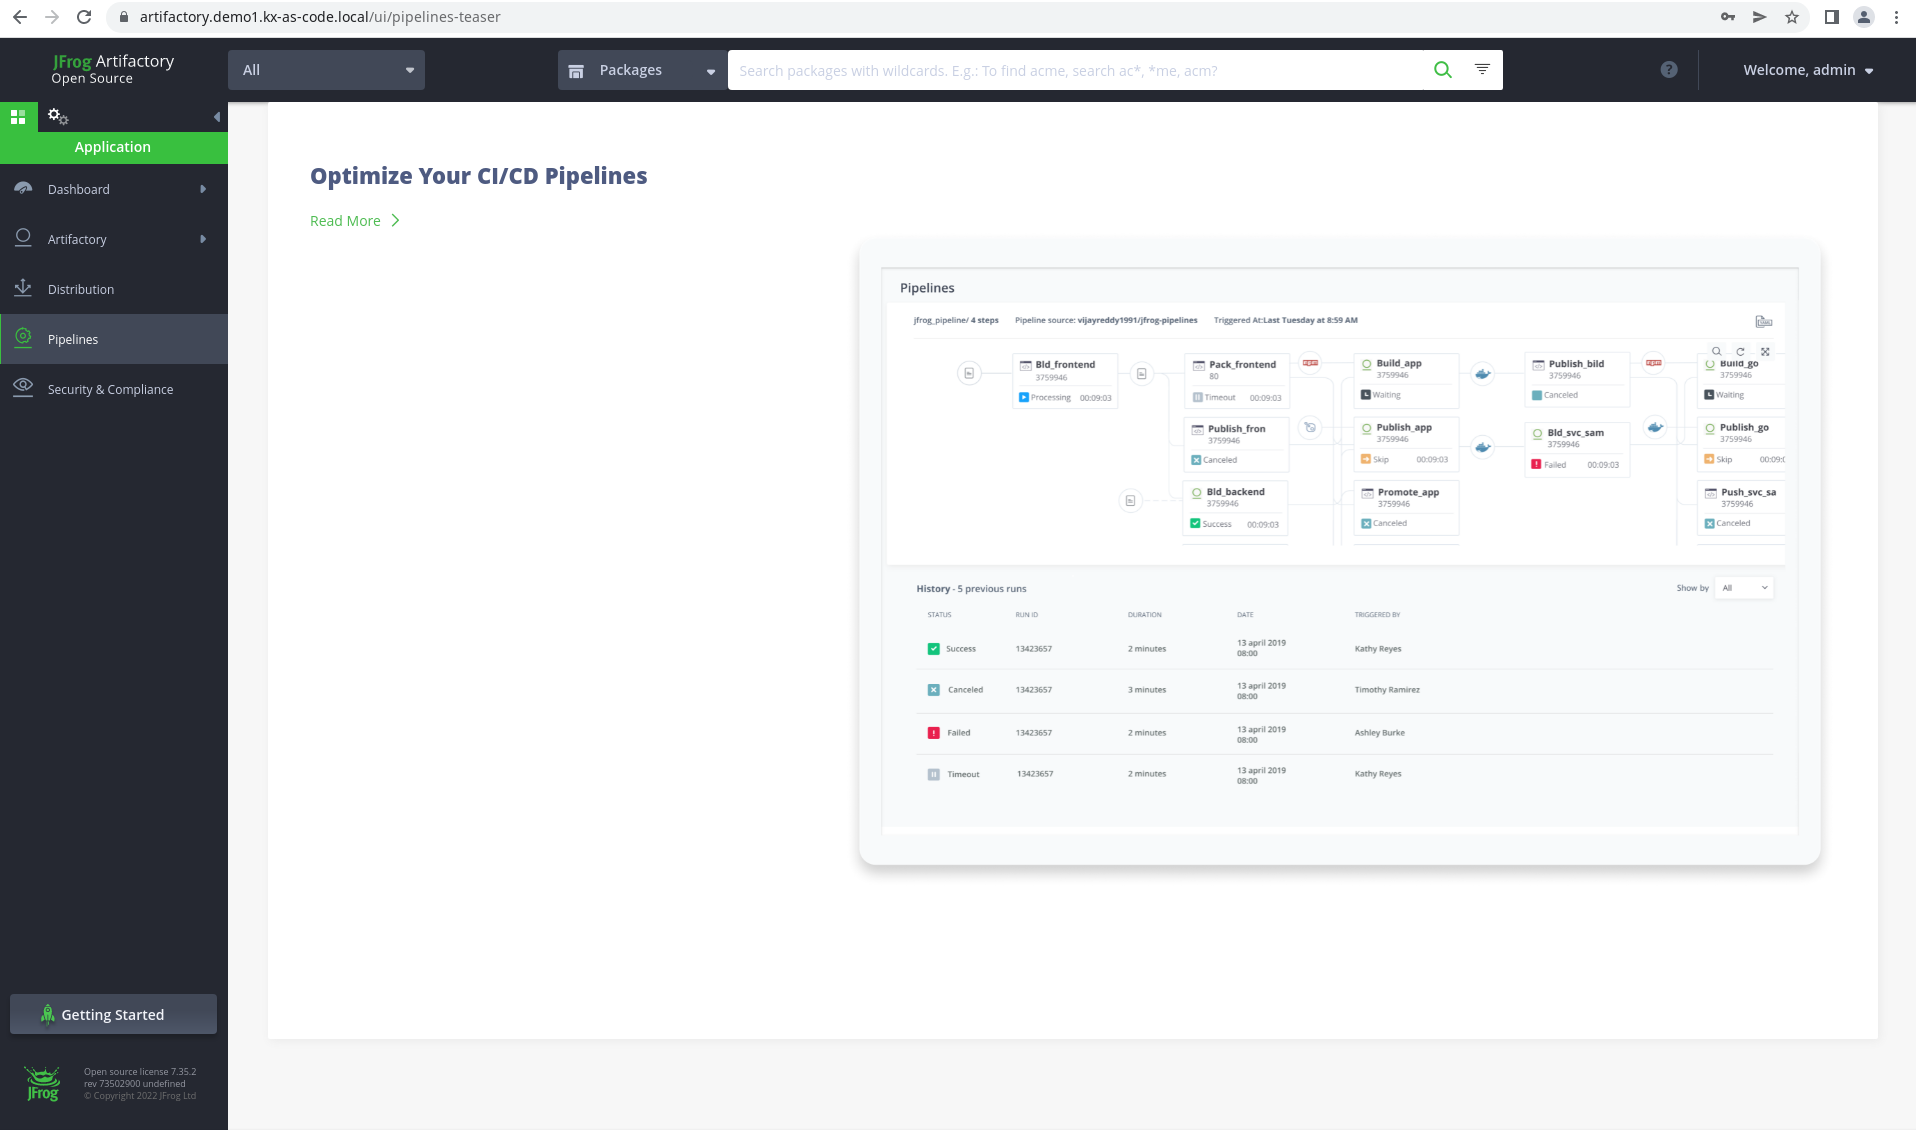 artifactory.demo1.kx-as-code.local/ui/pipelines-teaser
JFrog Artifactory
Open Source
All
Packages
Search packages with wildcards. E.g.: To find acme, search ac*, *me, acm?
?
Welcome, admin
Application
Dashboard
Artifactory
Distribution
Pipelines
Security & Compliance
Getting Started
JFrog
Open source license 7.35.2
rev 73502900 undefined
© Copyright 2022 JFrog Ltd
Optimize Your CI/CD Pipelines
Read More
Pipelines
jfrog_pipeline/ 4 steps Pipeline source: vijayreddy1991/jfrog-pipelines Triggered At:Last Tuesday at 8:59 AM
Bld_frontend
3759946
Processing 00:09:03
Pack_frontend
80
Timeout 00:09:03
Build_app
3759946
Waiting
Publish_bild
3759946
Canceled
Build_go
3759946
Waiting
Publish_fron
3759946
Canceled
Publish_app
3759946
Skip 00:09:03
Bld_svc_sam
3759946
Failed 00:09:03
Publish_go
3759946
Skip 00:09:0
Bld_backend
3759946
Success 00:09:03
Promote_app
3759946
Canceled
Push_svc_sa
3759946
Canceled
History - 5 previous runs
Show by All
STATUS RUN ID DURATION DATE TRIGGERED BY
Success 13423657 2 minutes 13 april 2019 08:00 Kathy Reyes
Canceled 13423657 3 minutes 13 april 2019 08:00 Timothy Ramirez
Failed 13423657 2 minutes 13 april 2019 08:00 Ashley Burke
Timeout 13423657 2 minutes 13 april 2019 08:00 Kathy Reyes